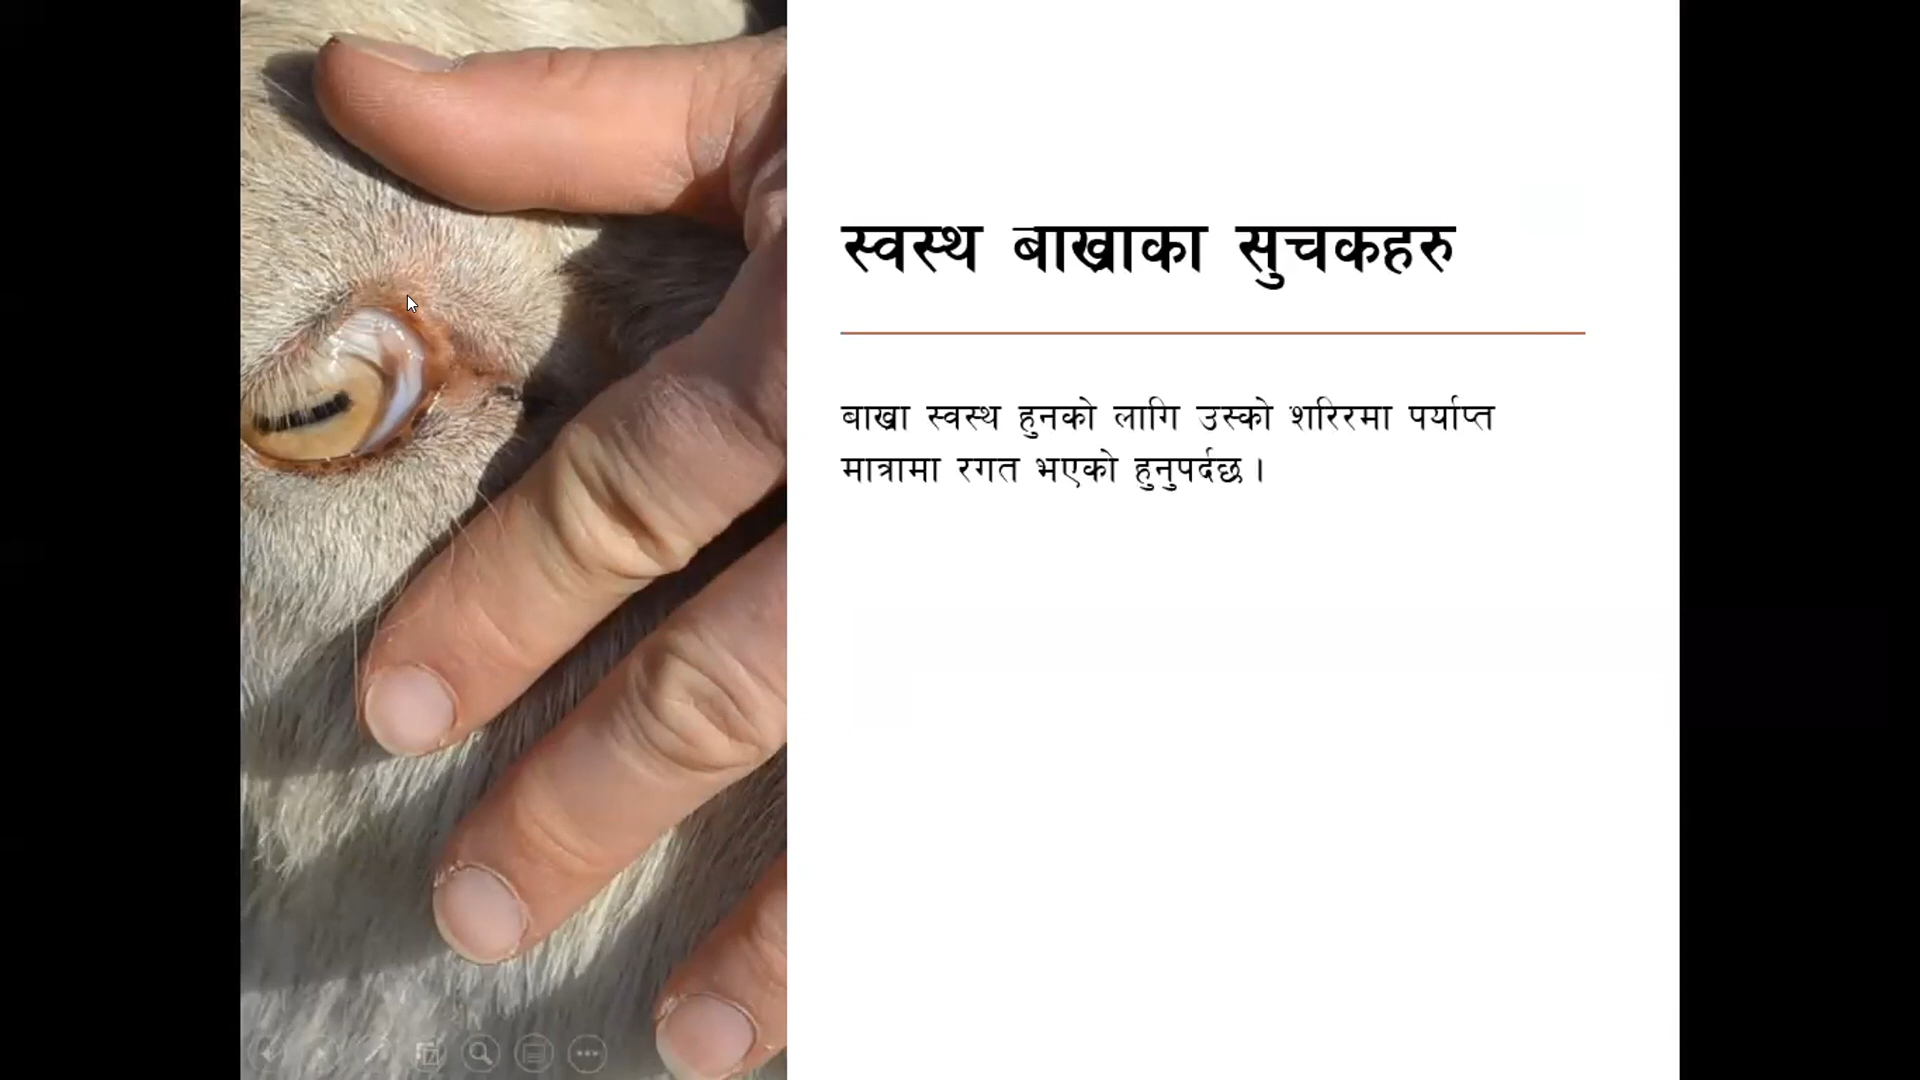 स्वस्थ बाख्राका सुचकहरु
बाख्रा स्वस्थ हुनको लागि उस्को शरिरमा पर्याप्त
मात्रामा रगत भएको हुनुपर्दछ।